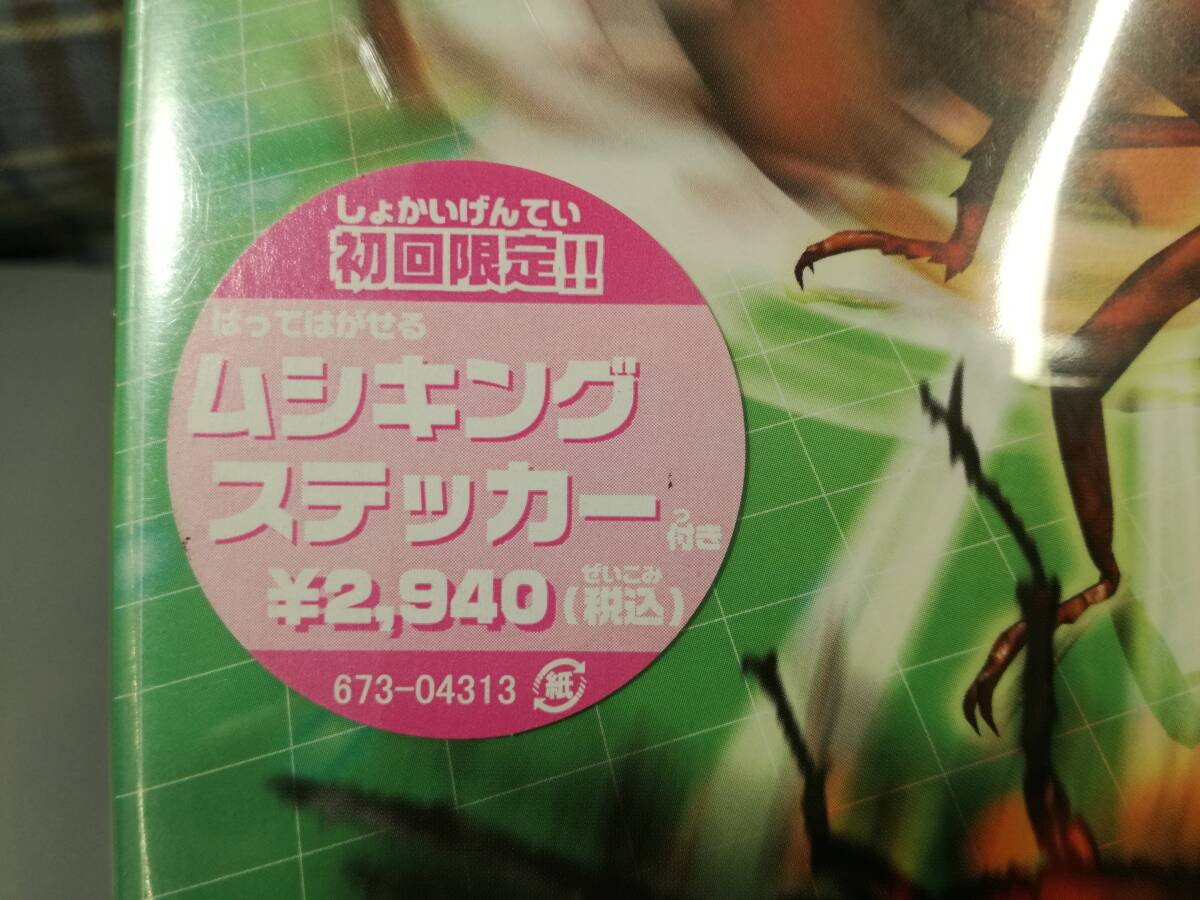 しょかいげんてい
初回限定!!
はってはがせる
ムシキング
ステッカー付き
っ
¥2,940(税込)
ぜいこみ
673-04313 紙